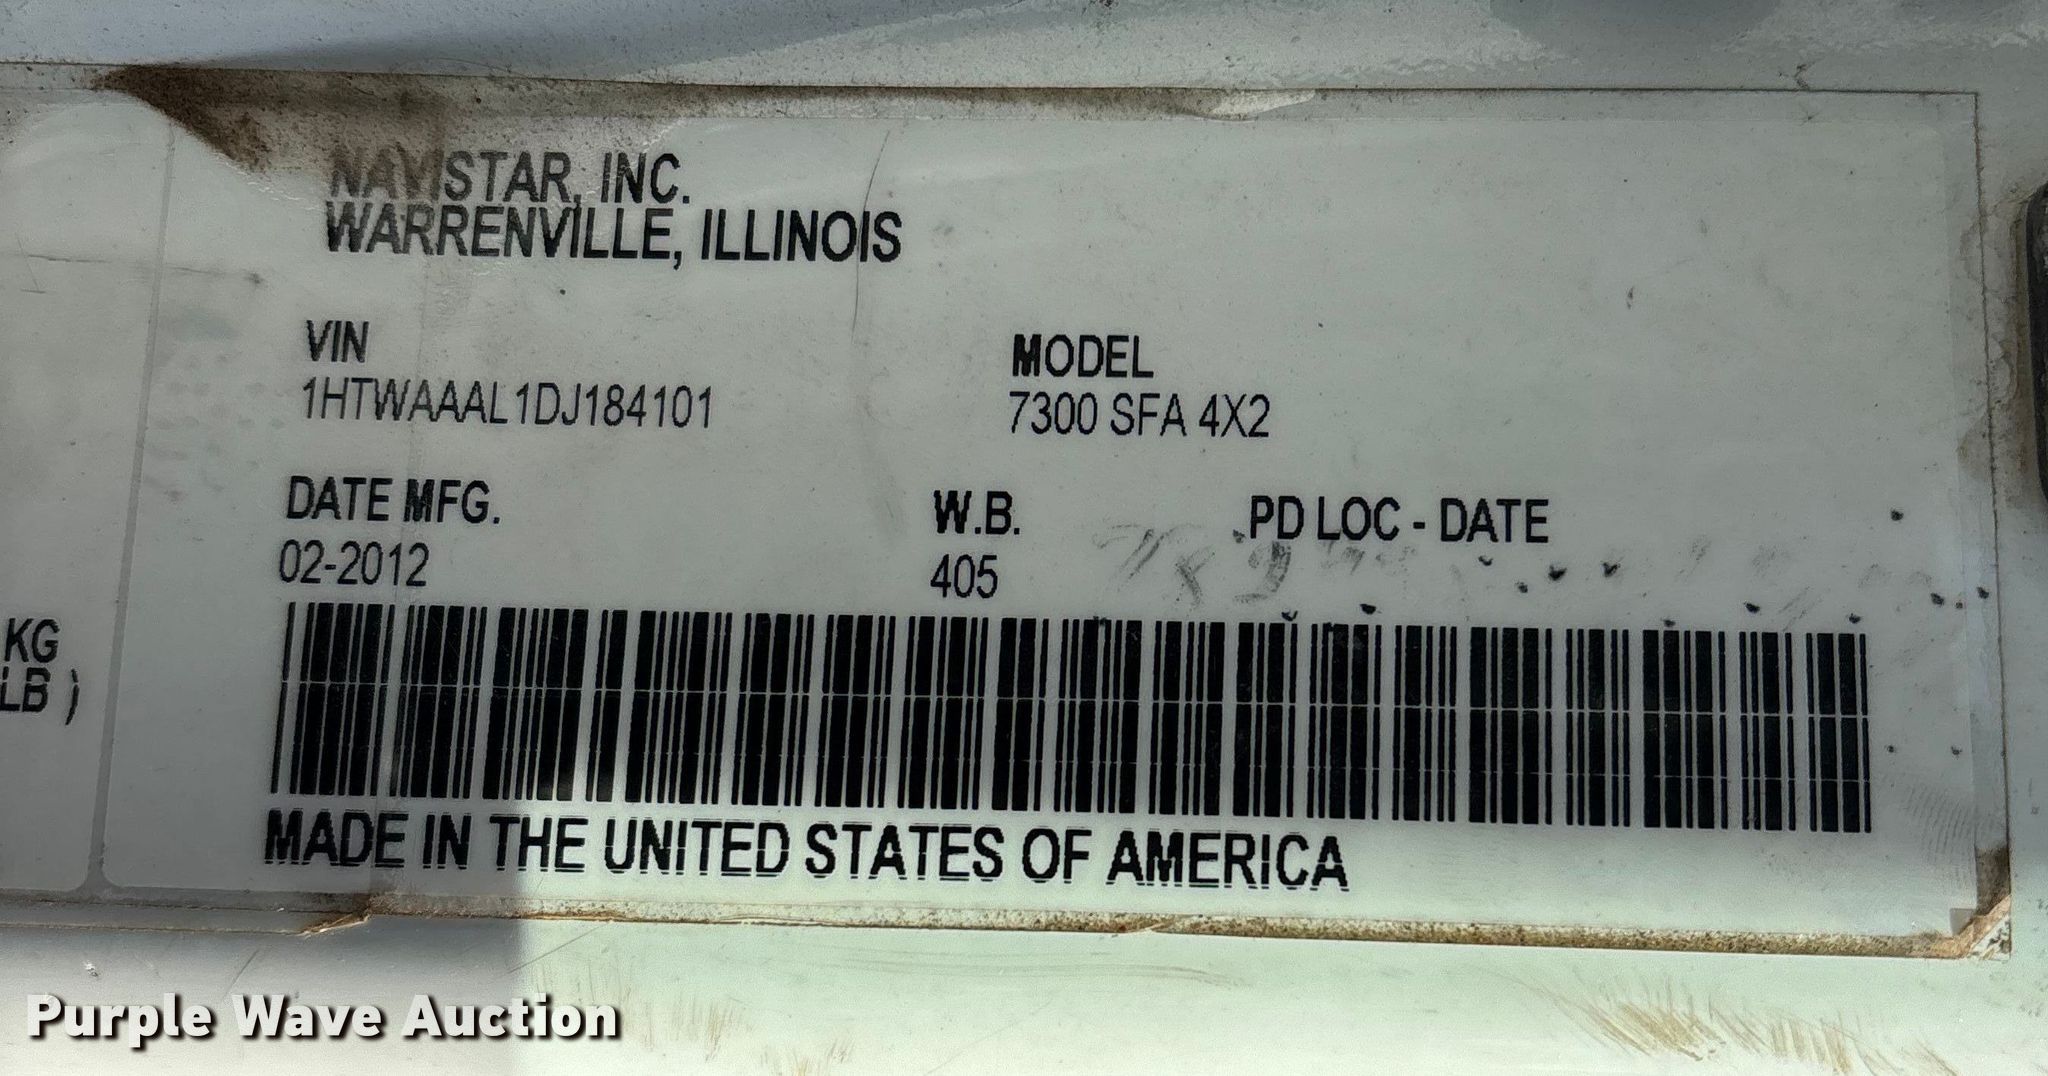 NAVISTAR, INC.
WARRENVILLE, ILLINOIS
VIN
1HTWAAAL1DJ184101
MODEL
7300 SFA 4X2
DATE MFG.
02-2012
W.B.
405
PD LOC - DATE
KG
LB )
MADE IN THE UNITED STATES OF AMERICA
Purple Wave Auction